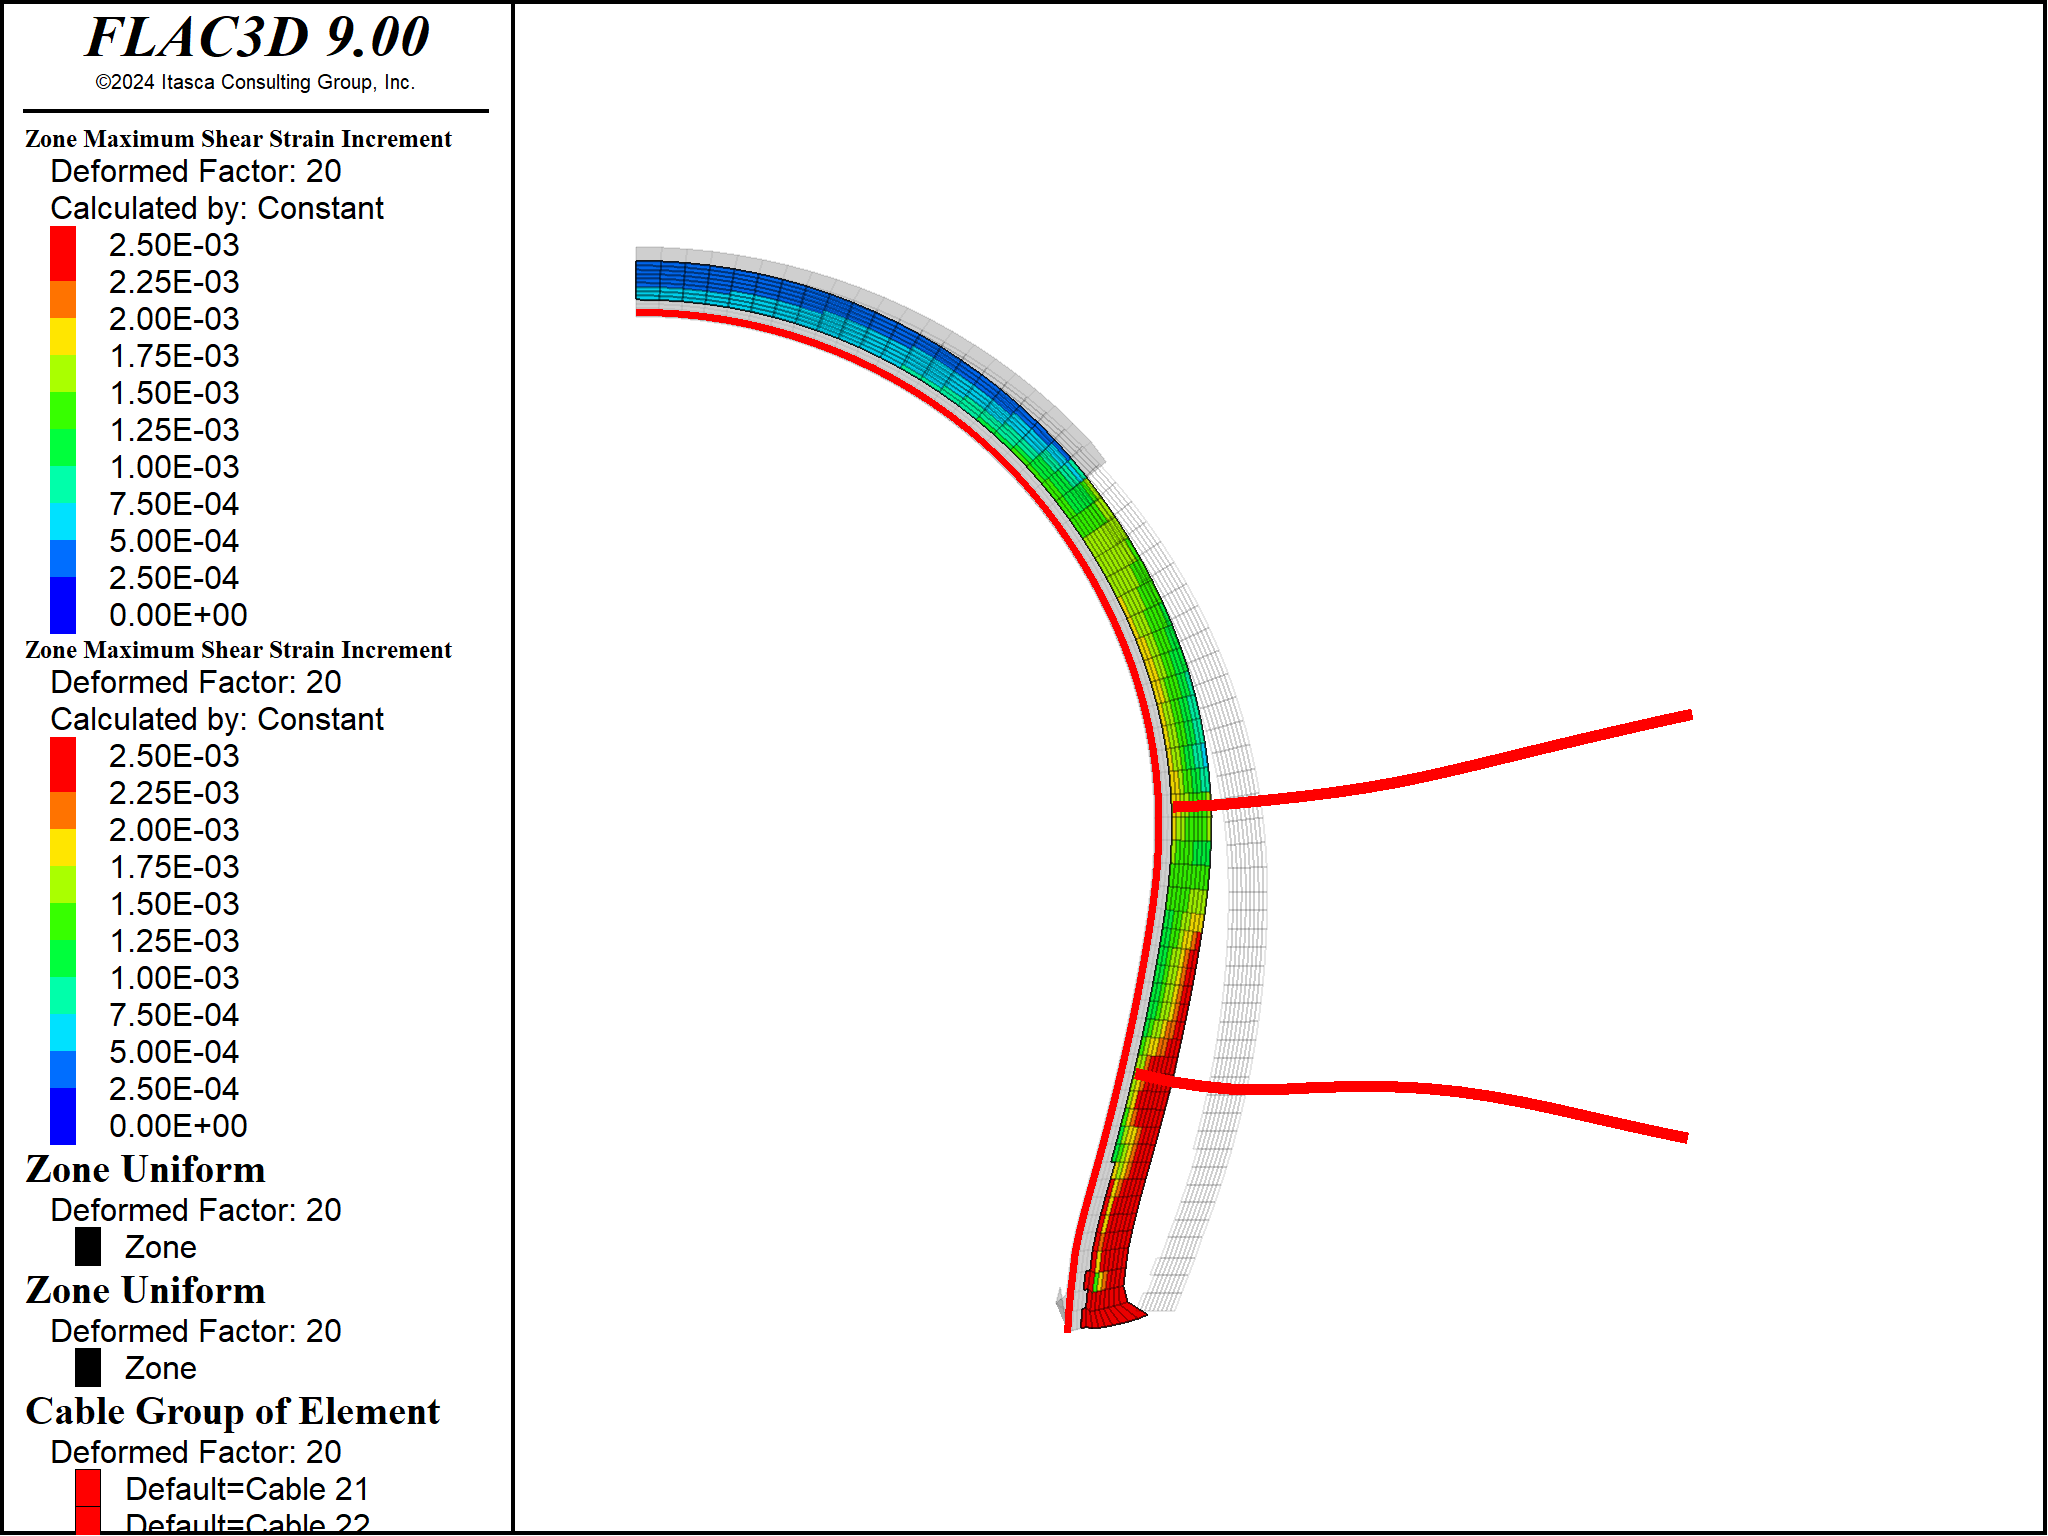 FLAC3D 9.00
©2024 Itasca Consulting Group, Inc.
Zone Maximum Shear Strain Increment
Deformed Factor: 20
Calculated by: Constant
2.50E-03
2.25E-03
2.00E-03
1.75E-03
1.50E-03
1.25E-03
1.00E-03
7.50E-04
5.00E-04
2.50E-04
0.00E+00
Zone Maximum Shear Strain Increment
Deformed Factor: 20
Calculated by: Constant
2.50E-03
2.25E-03
2.00E-03
1.75E-03
1.50E-03
1.25E-03
1.00E-03
7.50E-04
5.00E-04
2.50E-04
0.00E+00
Zone Uniform
Deformed Factor: 20
Zone
Zone Uniform
Deformed Factor: 20
Zone
Cable Group of Element
Deformed Factor: 20
Default=Cable 21
Default=Cable 22